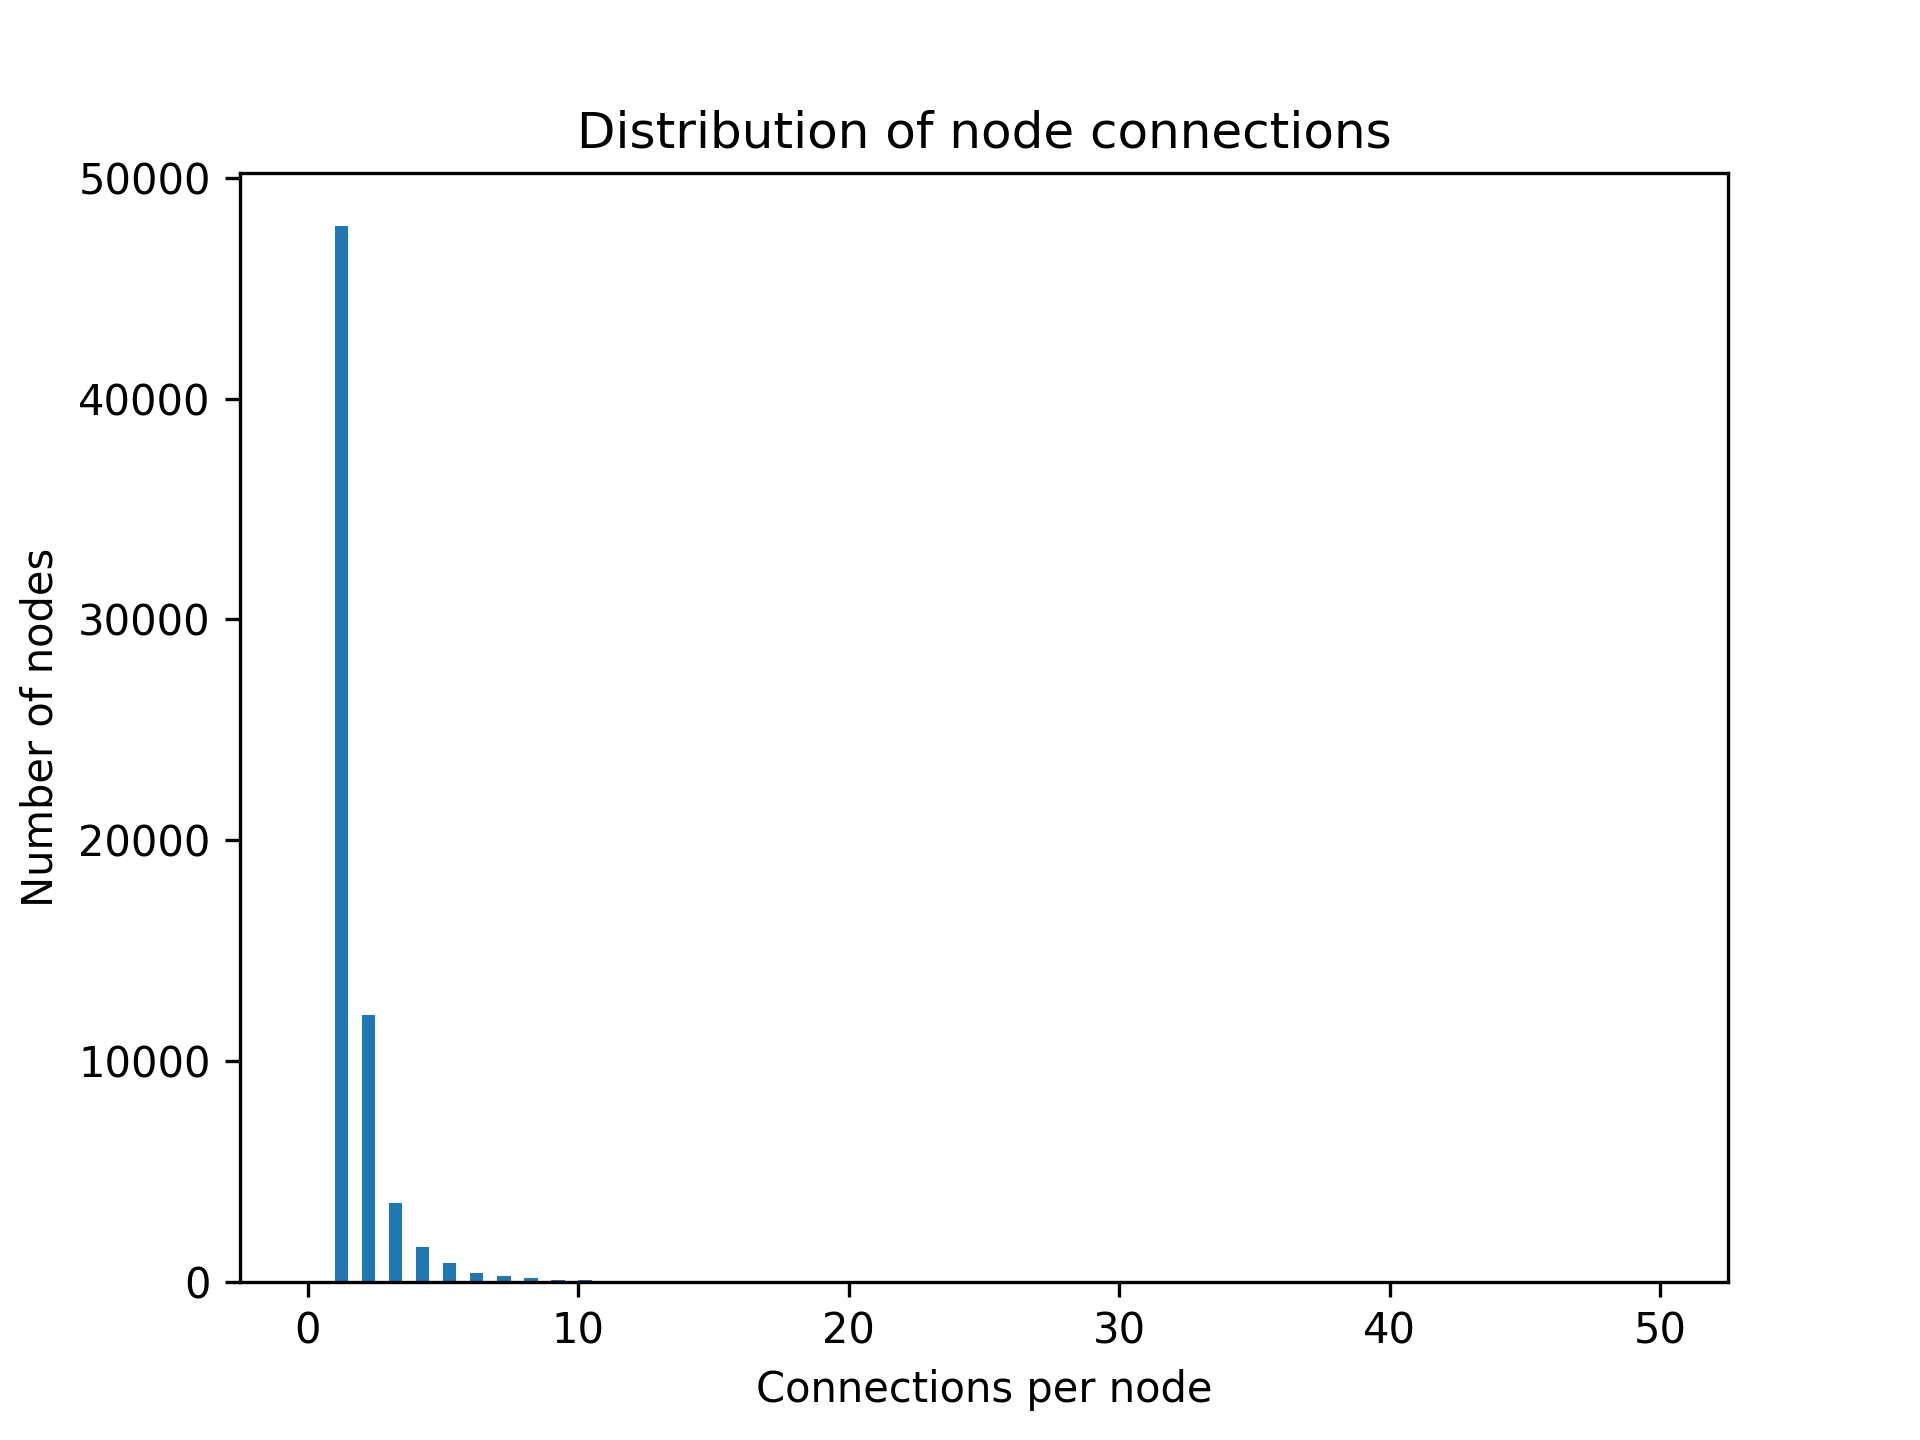 Distribution of node connections
50000
40000
30000
20000
10000
0
Number of nodes
0 10 20 30 40 50
Connections per node